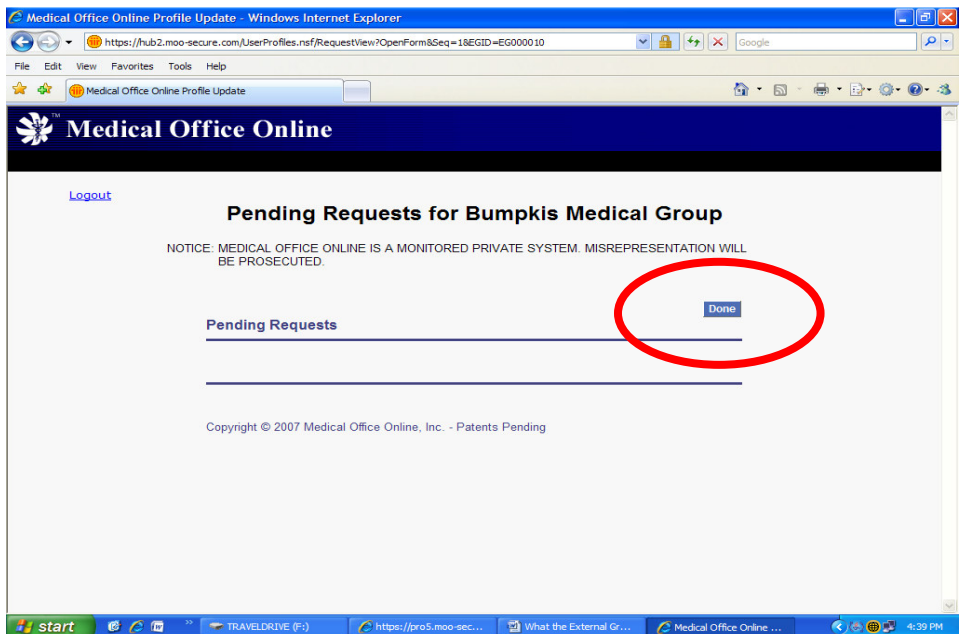 Medical Office Online Profile Update - Windows Internet Explorer
https://hub2.moo-secure.com/UserProfiles.nsf/RequestView?OpenForm&Seq=1&EGID=EG000010
Google
File Edit View Favorites Tools Help
Medical Office Online Profile Update
Medical Office Online
TM
Logout
Pending Requests for Bumpkis Medical Group
NOTICE: MEDICAL OFFICE ONLINE IS A MONITORED PRIVATE SYSTEM. MISREPRESENTATION WILL
BE PROSECUTED.
Done
Pending Requests
Copyright © 2007 Medical Office Online, Inc. - Patents Pending
start
TRAVELDRIVE (F:)
https://pro5.moo-sec...
What the External Gr...
Medical Office Online ...
4:39 PM